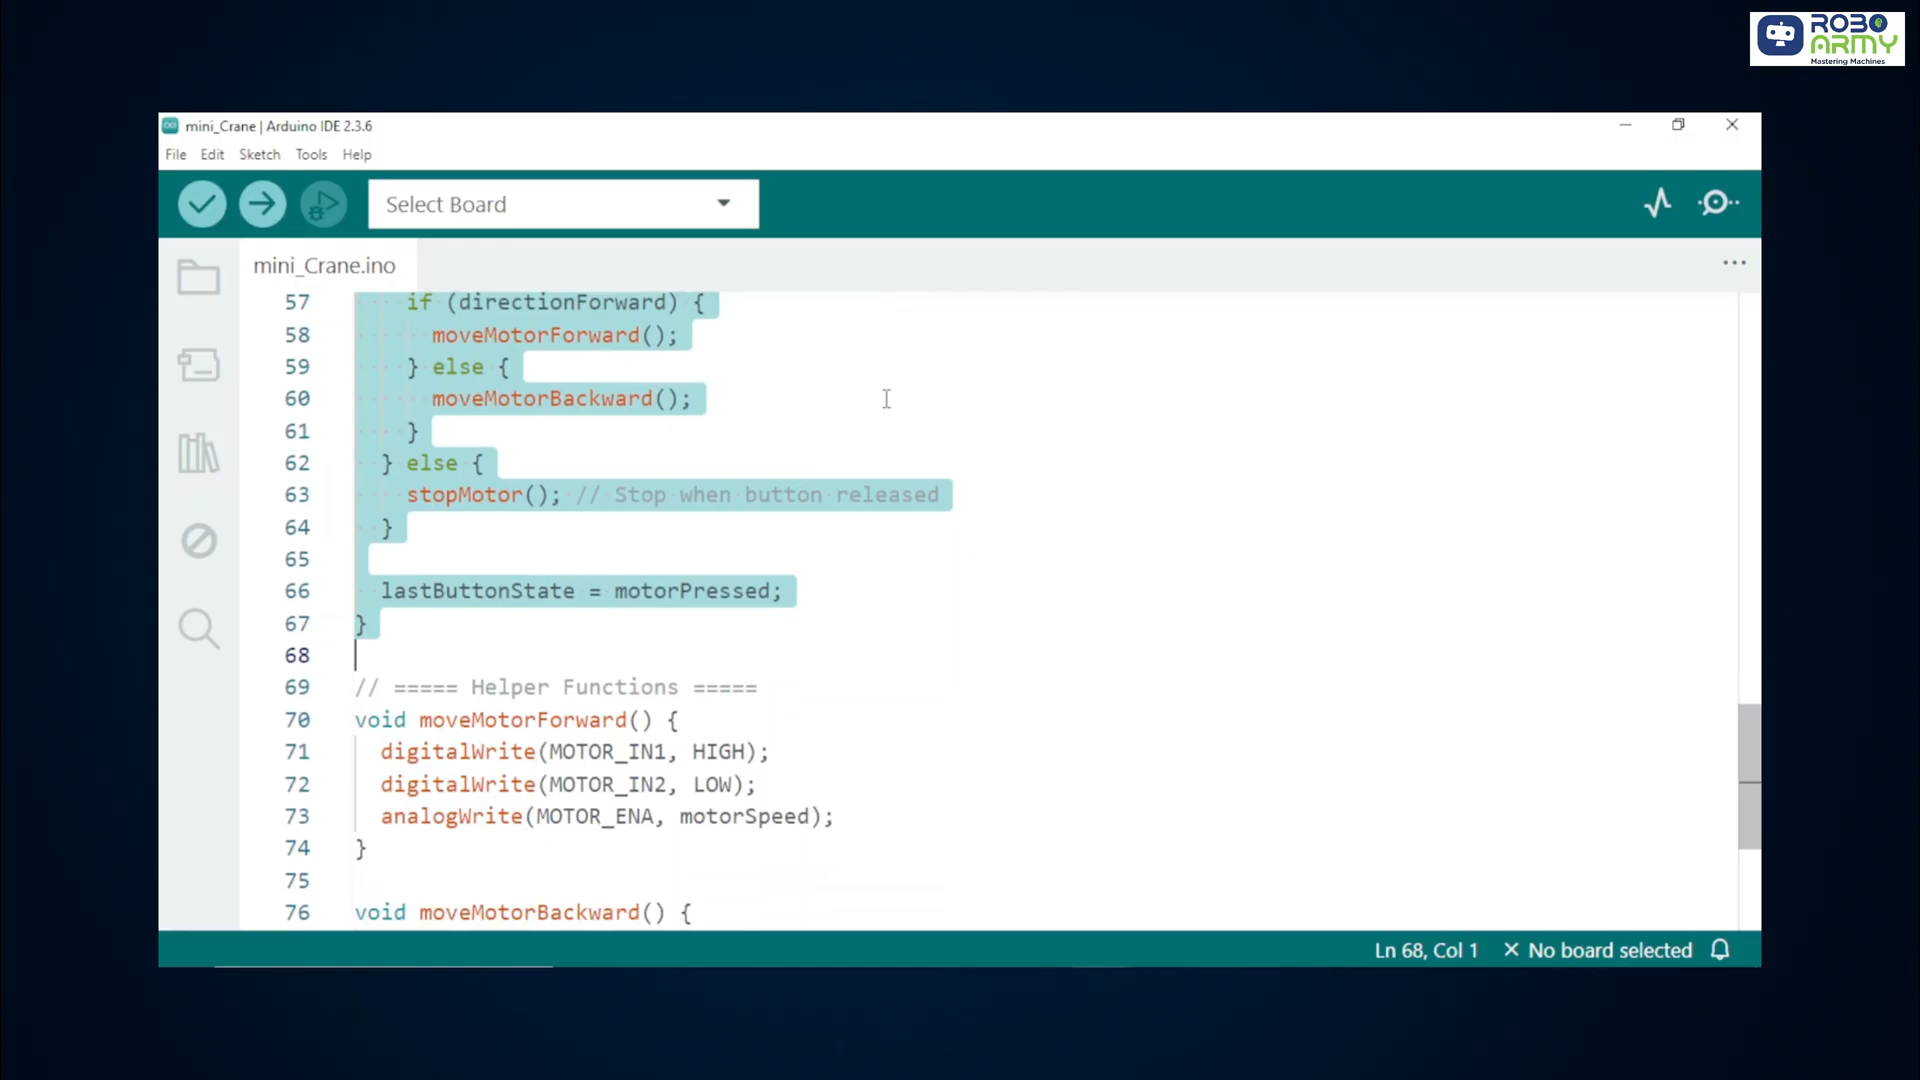 ROBO
ARMY
Mastering Machines
mini_Crane | Arduino IDE 2.3.6
File Edit Sketch Tools Help
Select Board
mini_Crane.ino
57 if (directionForward) {
58 moveMotorForward();
59 } else {
60 moveMotorBackward();
61 }
62 } else {
63 stopMotor(); // Stop when button released
64 }
65
66 lastButtonState = motorPressed;
67 }
68
69 // ===== Helper Functions =====
70 void moveMotorForward() {
71 digitalWrite(MOTOR_IN1, HIGH);
72 digitalWrite(MOTOR_IN2, LOW);
73 analogWrite(MOTOR_ENA, motorSpeed);
74 }
75
76 void moveMotorBackward() {
Ln 68, Col 1 No board selected